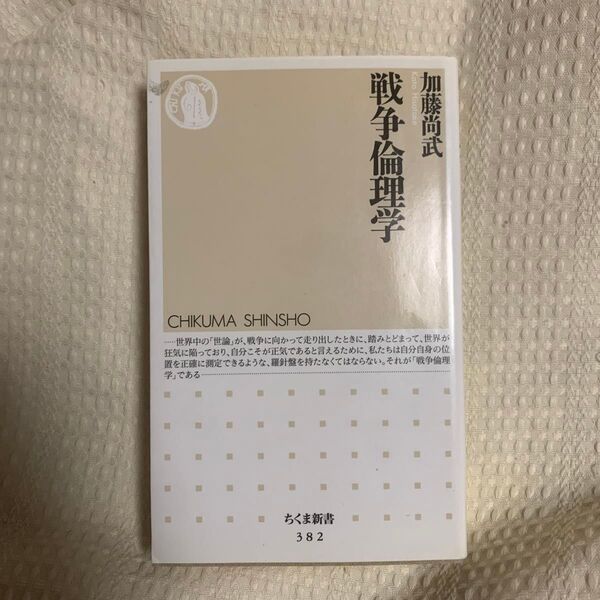 加藤尚武
Kato Hisatake
戦争倫理学
CHIKUMA SHINSHO
……世界中の「世論」が、戦争に向かって走り出したときに、踏みとどまって、世界が
狂気に陥っており、自分こそが正気であると言えるために、私たちは自分自身の位
置を正確に測定できるような、羅針盤を持たなくてはならない。それが「戦争倫理
学」である……
ちくま新書
382